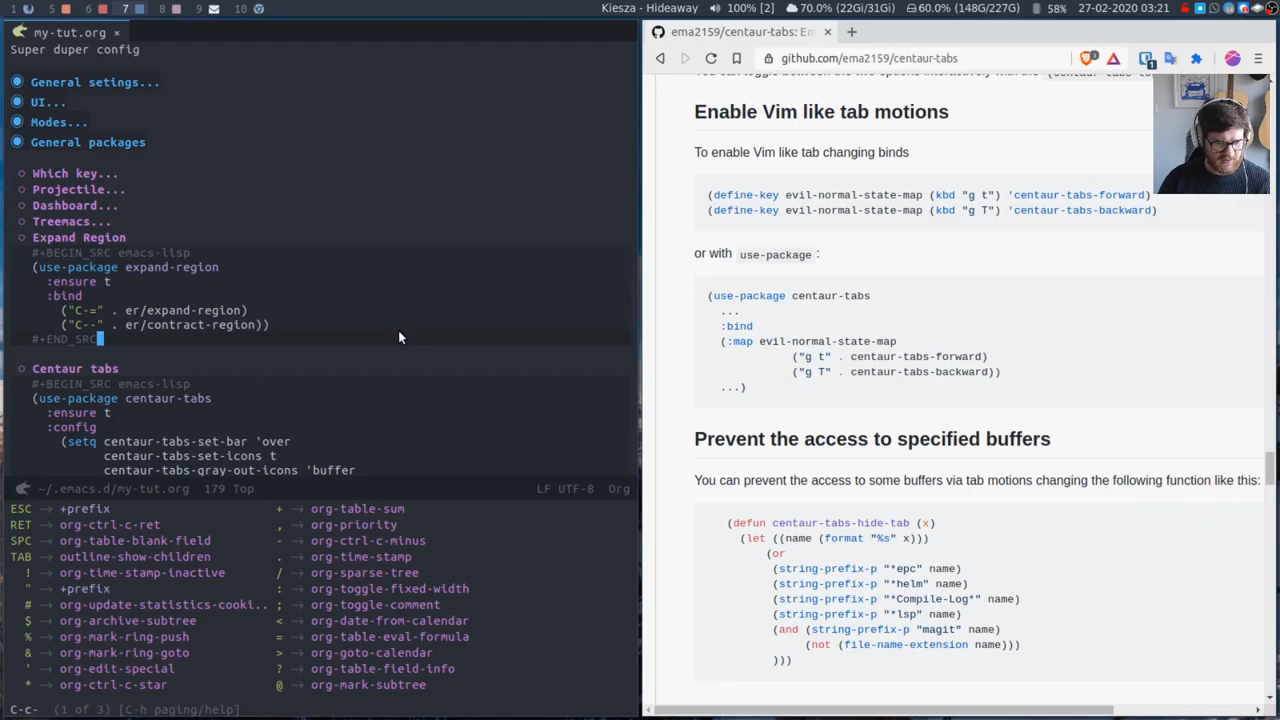 1 5 6 7 8 9 10 Kiesza - Hideaway 100% [2] 70.0% (22Gi/31Gi) 60.0% (148G/227G) 58% 27-02-2020 03:21
my-tut.org ×
Super duper config
General settings...
UI...
Modes...
General packages
Which key...
Projectile...
Dashboard...
Treemacs...
Expand Region
#+BEGIN_SRC emacs-lisp
(use-package expand-region
:ensure t
:bind
("C-=" . er/expand-region)
("C--" . er/contract-region))
#+END_SRC
Centaur tabs
#+BEGIN_SRC emacs-lisp
(use-package centaur-tabs
:ensure t
:config
(setq centaur-tabs-set-bar 'over
centaur-tabs-set-icons t
centaur-tabs-gray-out-icons 'buffer
~/.emacs.d/my-tut.org 179 Top LF UTF-8 Org
ESC → +prefix + → org-table-sum
RET → org-ctrl-c-ret , → org-priority
SPC → org-table-blank-field - → org-ctrl-c-minus
TAB → outline-show-children . → org-time-stamp
! → org-time-stamp-inactive / → org-sparse-tree
" → +prefix : → org-toggle-fixed-width
# → org-update-statistics-cooki.. ; → org-toggle-comment
$ → org-archive-subtree < → org-date-from-calendar
% → org-mark-ring-push = → org-table-eval-formula
& → org-mark-ring-goto > → org-goto-calendar
' → org-edit-special ? → org-table-field-info
* → org-ctrl-c-star @ → org-mark-subtree
C-c- (1 of 3) [C-h paging/help]
ema2159/centaur-tabs: Em × +
github.com/ema2159/centaur-tabs
Enable Vim like tab motions
To enable Vim like tab changing binds
(define-key evil-normal-state-map (kbd "g t") 'centaur-tabs-forward)
(define-key evil-normal-state-map (kbd "g T") 'centaur-tabs-backward)
or with use-package:
(use-package centaur-tabs
...
:bind
(:map evil-normal-state-map
("g t" . centaur-tabs-forward)
("g T" . centaur-tabs-backward))
...)
Prevent the access to specified buffers
You can prevent the access to some buffers via tab motions changing the following function like this:
(defun centaur-tabs-hide-tab (x)
(let ((name (format "%s" x)))
(or
(string-prefix-p "*epc" name)
(string-prefix-p "*helm" name)
(string-prefix-p "*Compile-Log*" name)
(string-prefix-p "*lsp" name)
(and (string-prefix-p "magit" name)
(not (file-name-extension name)))
)))